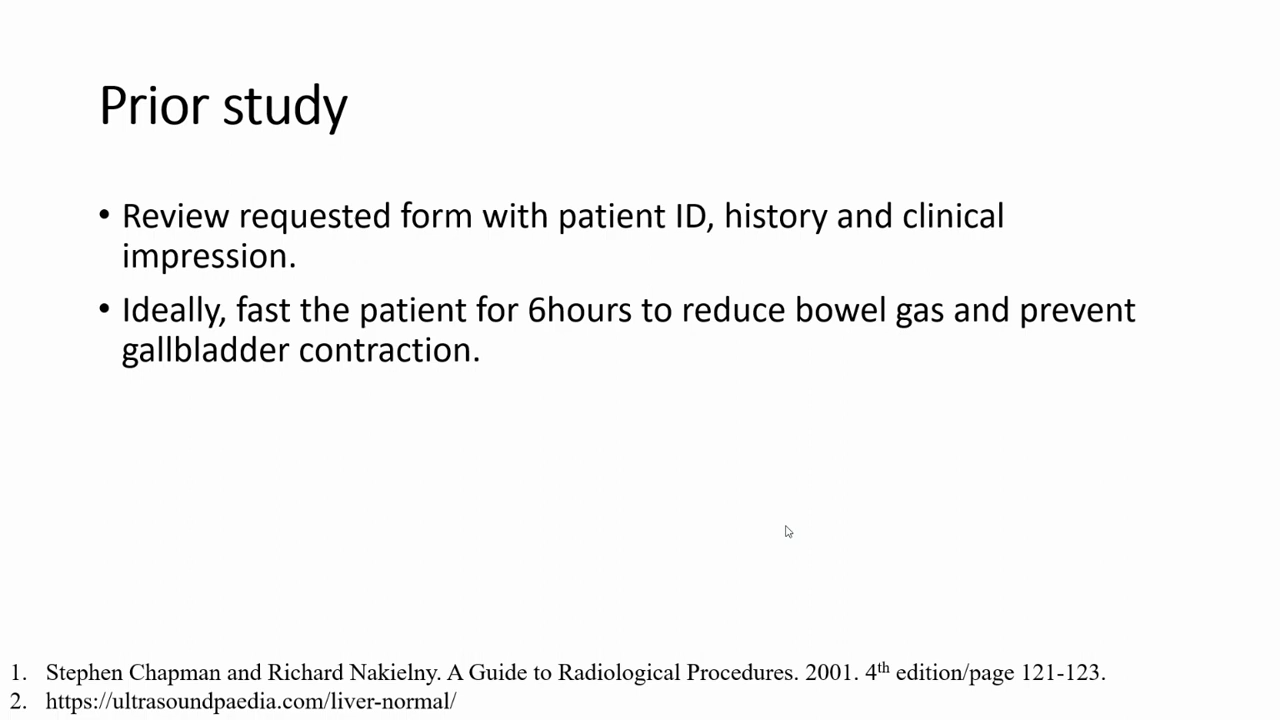 Prior study
• Review requested form with patient ID, history and clinical
impression.
• Ideally, fast the patient for 6hours to reduce bowel gas and prevent
gallbladder contraction.
1. Stephen Chapman and Richard Nakielny. A Guide to Radiological Procedures. 2001. 4th edition/page 121-123.
2. https://ultrasoundpaedia.com/liver-normal/